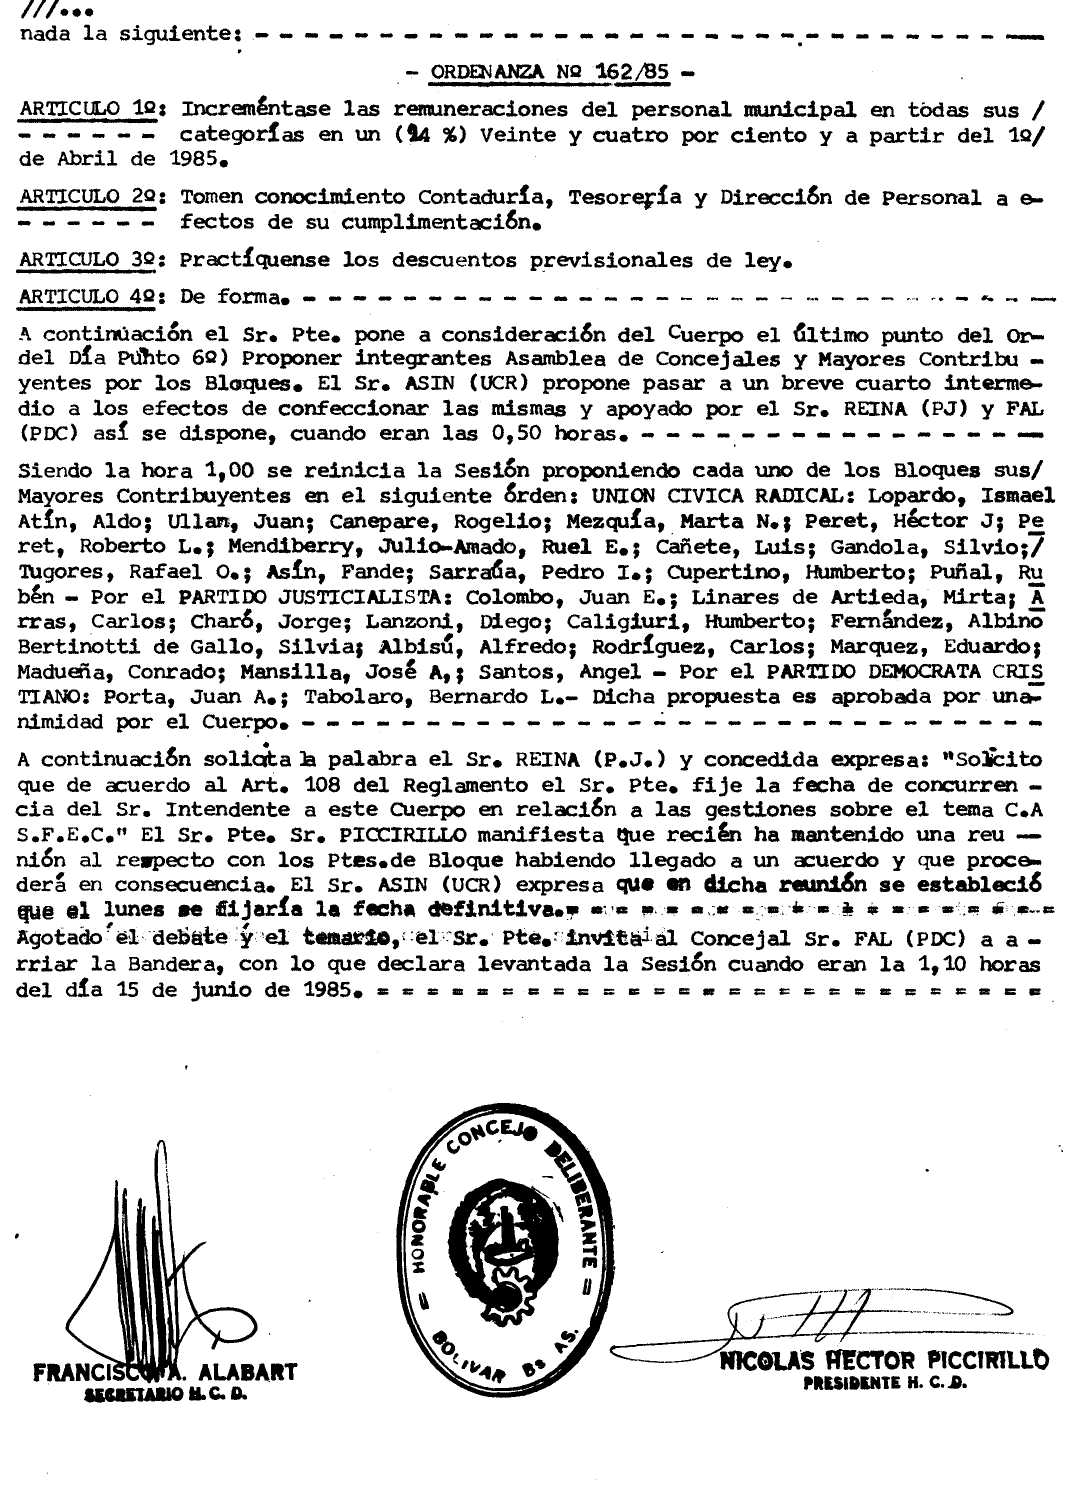 ///...
nada la siguiente: - - - - - - - - - - - - - - - - - - - - - - - - - - - - - - - -
- ORDENANZA Nº 162/85 -
ARTICULO 1º: Increméntase las remuneraciones del personal municipal en todas sus /
- - - - - - categorías en un (24 %) Veinte y cuatro por ciento y a partir del 1º/
de Abril de 1985.
ARTICULO 2º: Tomen conocimiento Contaduría, Tesorería y Dirección de Personal a e-
- - - - - - fectos de su cumplimentación.
ARTICULO 3º: Practíquense los descuentos previsionales de ley.
ARTICULO 4º: De forma. - - - - - - - - - - - - - - - - - - - - - - - - - - - - - - -
A continúación el Sr. Pte. pone a consideración del Cuerpo el último punto del Or-
del Día Punto 6º) Proponer integrantes Asamblea de Concejales y Mayores Contribu -
yentes por los Bloques. El Sr. ASIN (UCR) propone pasar a un breve cuarto interme-
dio a los efectos de confeccionar las mismas y apoyado por el Sr. REINA (PJ) y FAL
(PDC) así se dispone, cuando eran las 0,50 horas. - - - - - - - - - - - - - - - - -
Siendo la hora 1,00 se reinicia la Sesión proponiendo cada uno de los Bloques sus/
Mayores Contribuyentes en el siguiente órden: UNION CIVICA RADICAL: Lopardo, Ismael
Atín, Aldo; Ullan, Juan; Canepare, Rogelio; Mezquía, Marta N.; Peret, Héctor J; Pe
ret, Roberto L.; Mendiberry, Julio-Amado, Ruel E.; Cañete, Luis; Gandola, Silvio;/
Tugores, Rafael O.; Asín, Fande; Sarraúa, Pedro I.; Cupertino, Humberto; Puñal, Ru
bén - Por el PARTIDO JUSTICIALISTA: Colombo, Juan E.; Linares de Artieda, Mirta; A
rras, Carlos; Charó, Jorge; Lanzoni, Diego; Caligiuri, Humberto; Fernández, Albino
Bertinotti de Gallo, Silvia; Albisú, Alfredo; Rodríguez, Carlos; Marquez, Eduardo;
Madueña, Conrado; Mansilla, José A,; Santos, Angel - Por el PARTIDO DEMOCRATA CRIS
TIANO: Porta, Juan A.; Tabolaro, Bernardo L.- Dicha propuesta es aprobada por una-
nimidad por el Cuerpo. - - - - - - - - - - - - - - - - - - - - - - - - - - - - - -
A continuación solicita la palabra el Sr. REINA (P.J.) y concedida expresa: "Solicito
que de acuerdo al Art. 108 del Reglamento el Sr. Pte. fije la fecha de concurren -
cia del Sr. Intendente a este Cuerpo en relación a las gestiones sobre el tema C.A
S.F.E.C." El Sr. Pte. Sr. PICCIRILLO manifiesta que recién ha mantenido una reu -
nión al respecto con los Ptes.de Bloque habiendo llegado a un acuerdo y que proce-
derá en consecuencia. El Sr. ASIN (UCR) expresa que en dicha reunión se estableció
que el lunes se fijaría la fecha definitiva.= = = = = = = = = = = = = = = = = = =
Agotado el debate y el temario, el Sr. Pte. invita al Concejal Sr. FAL (PDC) a a -
rriar la Bandera, con lo que declara levantada la Sesión cuando eran la 1,10 horas
del día 15 de junio de 1985. = = = = = = = = = = = = = = = = = = = = = = = = = = =
HONORABLE CONCEJO DELIBERANTE
= BOLIVAR Bs AS. =
FRANCISCO A. ALABART
SECRETARIO H. C. D.
NICOLAS HECTOR PICCIRILLO
PRESIDENTE H. C. D.